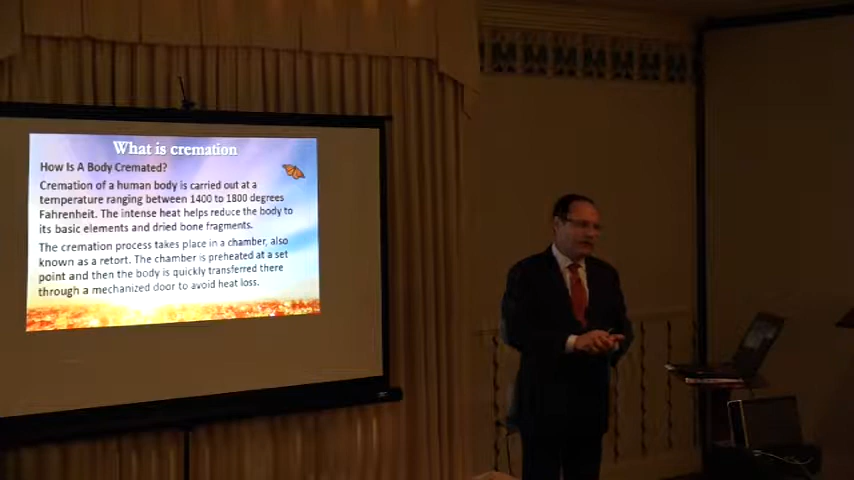 What is cremation
How Is A Body Cremated?
Cremation of a human body is carried out at a
temperature ranging between 1400 to 1800 degrees
Fahrenheit. The intense heat helps reduce the body to
its basic elements and dried bone fragments.
The cremation process takes place in a chamber, also
known as a retort. The chamber is preheated at a set
point and then the body is quickly transferred there
through a mechanized door to avoid heat loss.